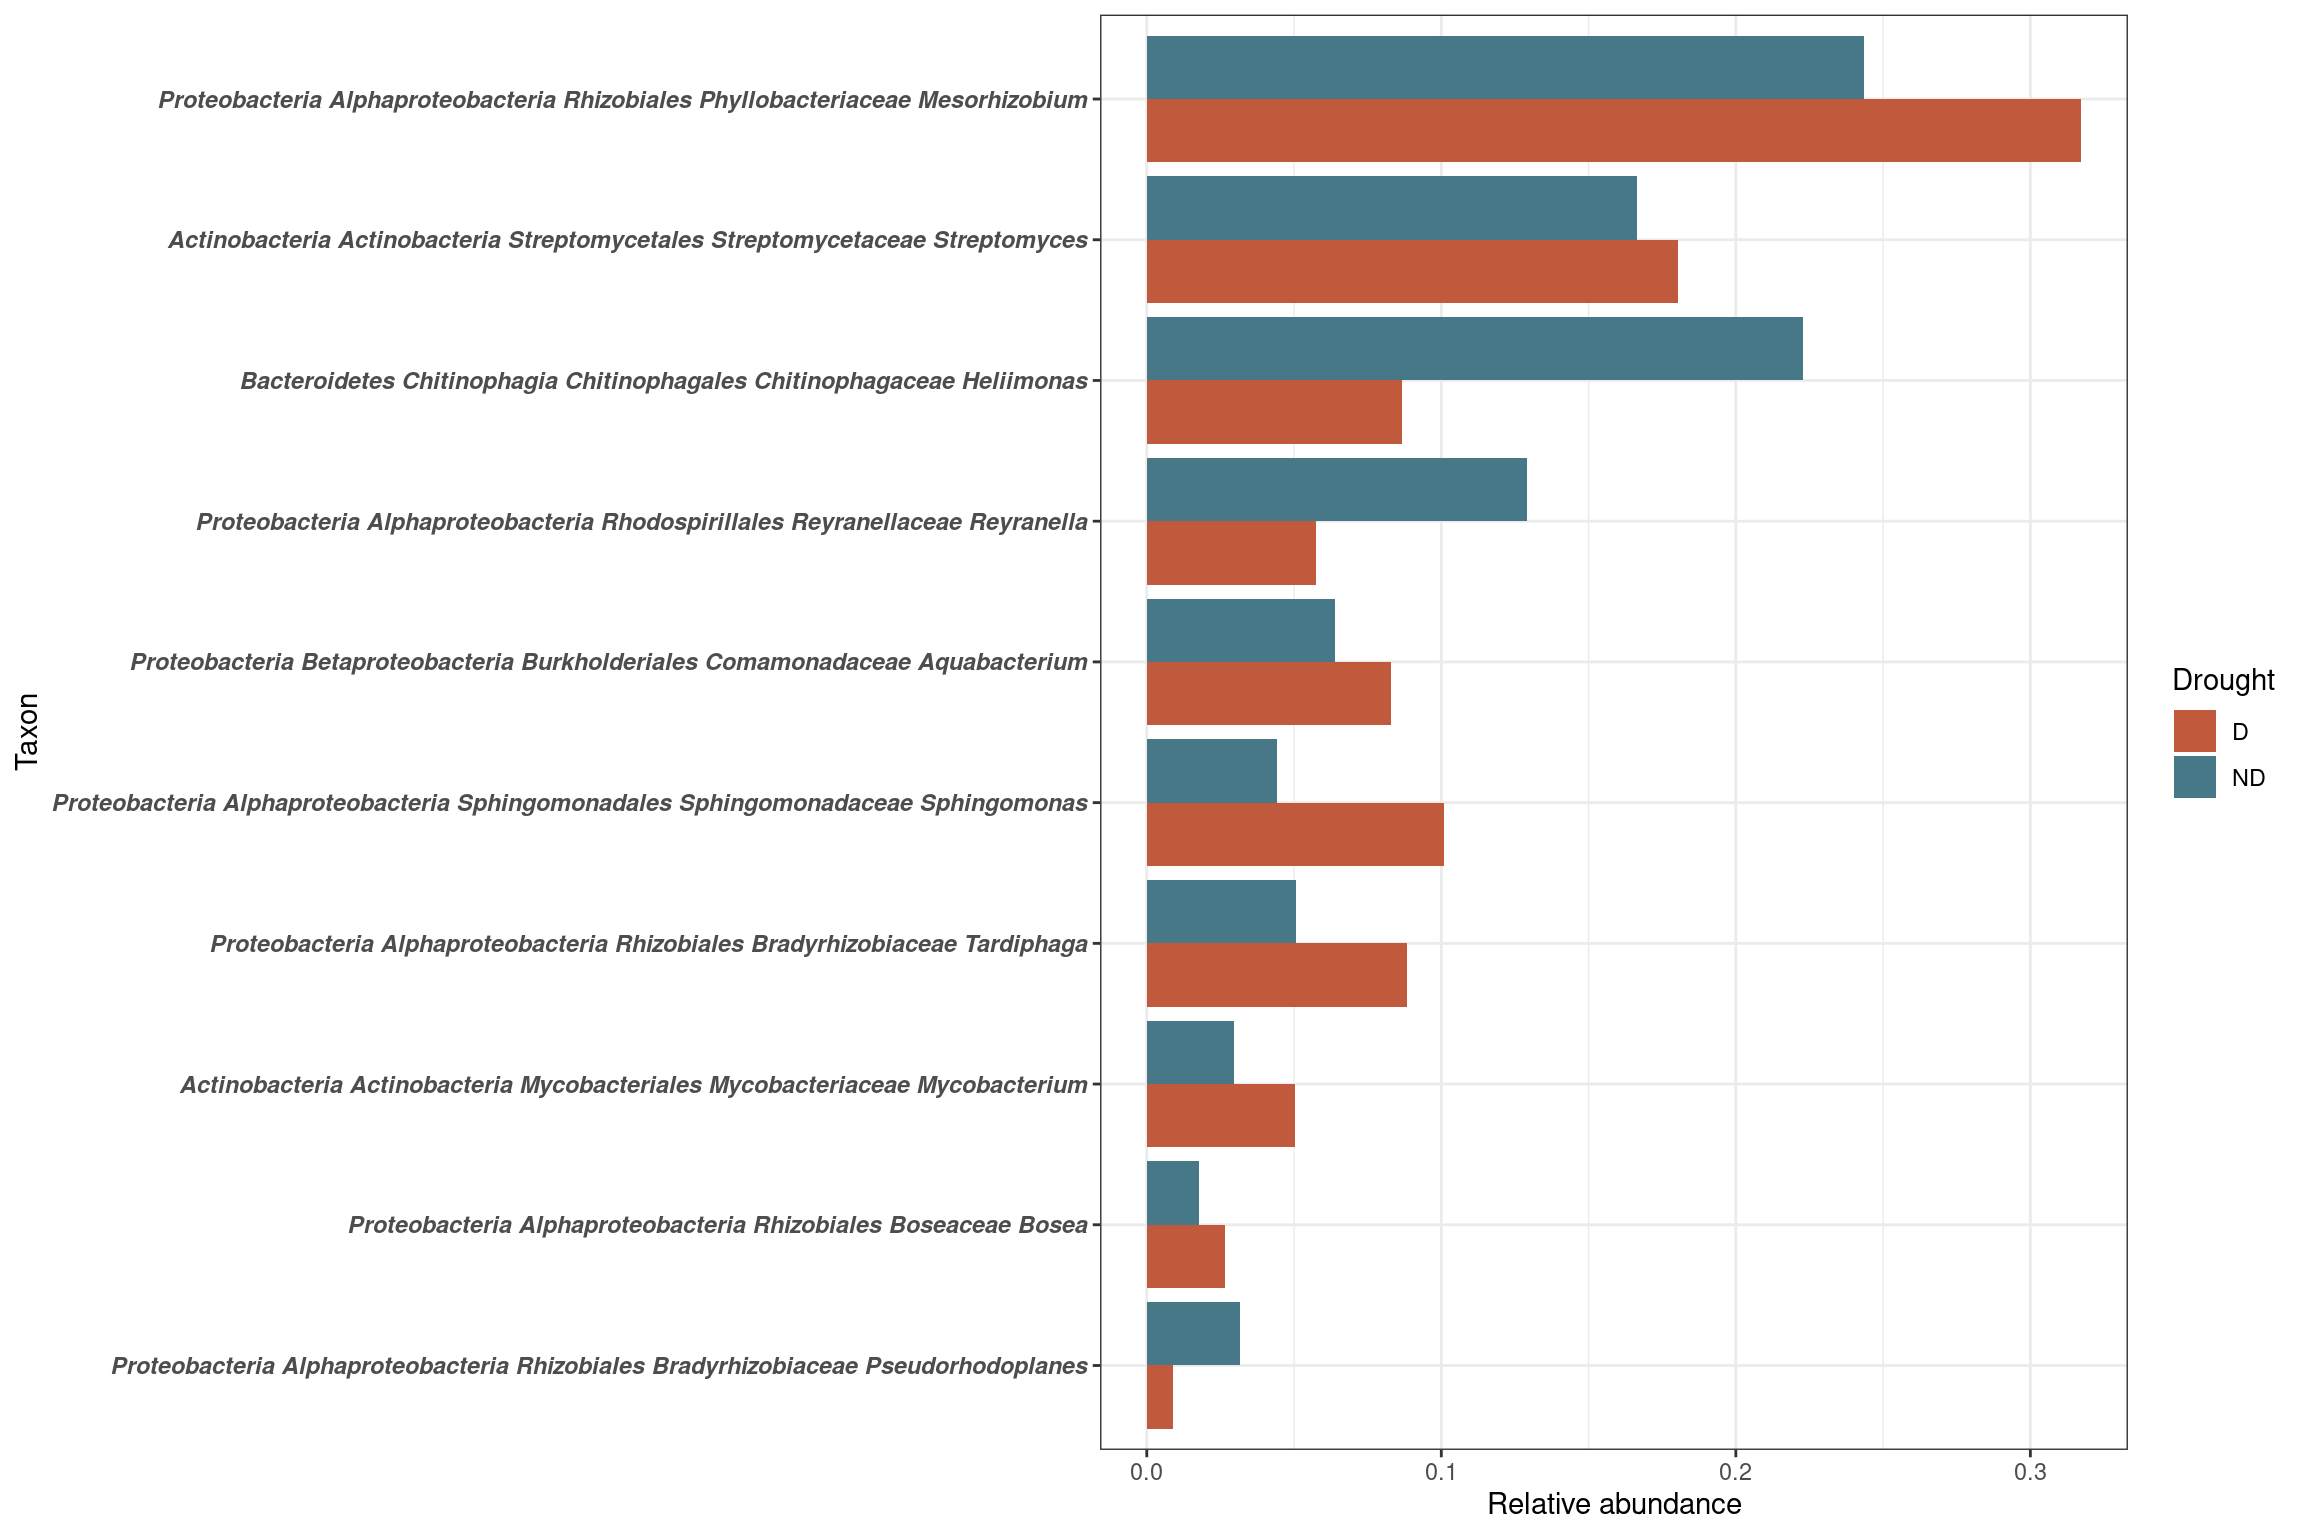 Proteobacteria Alphaproteobacteria Rhizobiales Phyllobacteriaceae Mesorhizobium
Actinobacteria Actinobacteria Streptomycetales Streptomycetaceae Streptomyces
Bacteroidetes Chitinophagia Chitinophagales Chitinophagaceae Heliimonas
Proteobacteria Alphaproteobacteria Rhodospirillales Reyranellaceae Reyranella
Proteobacteria Betaproteobacteria Burkholderiales Comamonadaceae Aquabacterium
Proteobacteria Alphaproteobacteria Sphingomonadales Sphingomonadaceae Sphingomonas
Proteobacteria Alphaproteobacteria Rhizobiales Bradyrhizobiaceae Tardiphaga
Actinobacteria Actinobacteria Mycobacteriales Mycobacteriaceae Mycobacterium
Proteobacteria Alphaproteobacteria Rhizobiales Boseaceae Bosea
Proteobacteria Alphaproteobacteria Rhizobiales Bradyrhizobiaceae Pseudorhodoplanes
Taxon
0.0 0.1 0.2 0.3
Relative abundance
Drought
D
ND